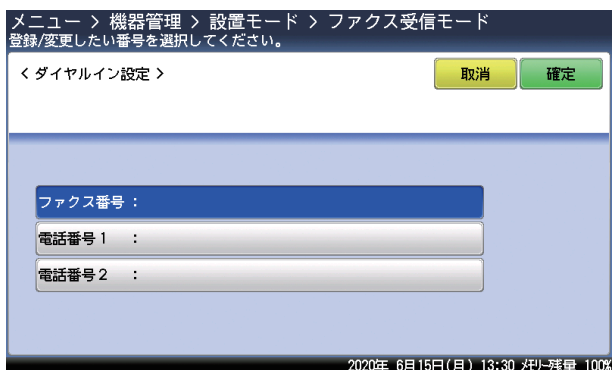 メニュー > 機器管理 > 設置モード > ファクス受信モード
登録/変更したい番号を選択してください。
<ダイヤルイン設定>
取消
確定
ファクス番号:
電話番号1 :
電話番号2 :
2020年 6月15日(月) 13:30 メモリー残量 100%